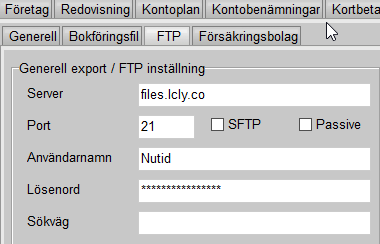 Företag Redovisning Kontoplan Kontobenämningar Kortbeta
Generell Bokföringsfil FTP Försäkringsbolag
Generell export / FTP inställning
Server files.lcly.co
Port 21 SFTP Passive
Användarnamn Nutid
Lösenord ****************
Sökväg